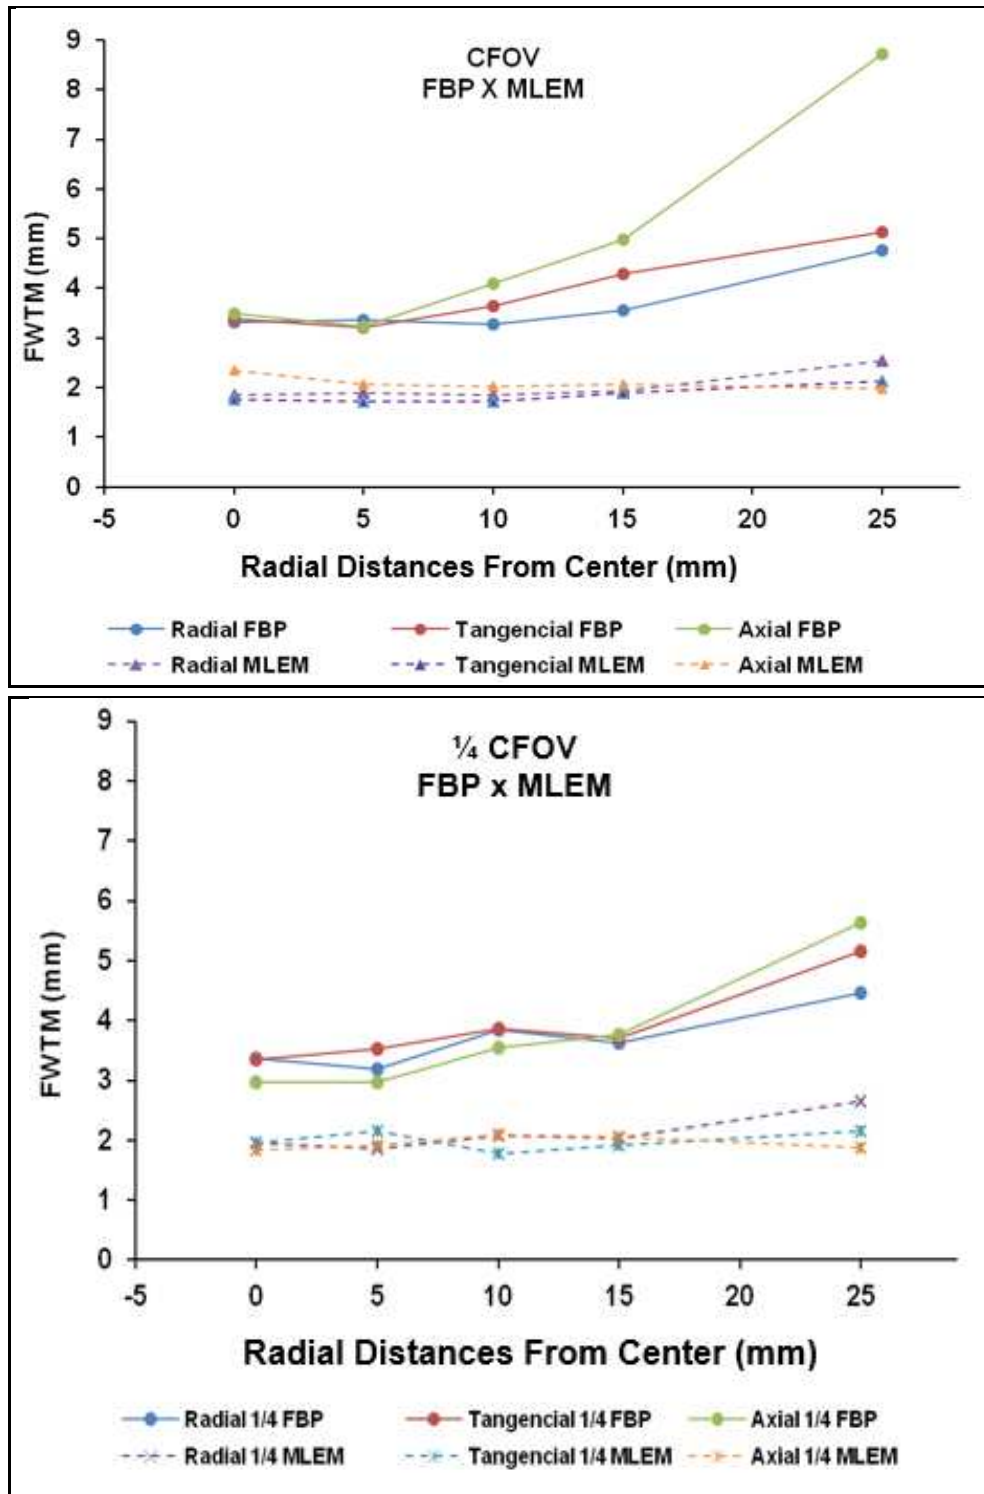 CFOV
FBP X MLEM
9
8
7
6
5
4
3
2
1
0
FWTM (mm)
-5 0 5 10 15 20 25
Radial Distances From Center (mm)
Radial FBP Tangencial FBP Axial FBP
Radial MLEM Tangencial MLEM Axial MLEM
¼ CFOV
FBP x MLEM
9
8
7
6
5
4
3
2
1
0
FWTM (mm)
-5 0 5 10 15 20 25
Radial Distances From Center (mm)
Radial 1/4 FBP Tangencial 1/4 FBP Axial 1/4 FBP
Radial 1/4 MLEM Tangencial 1/4 MLEM Axial 1/4 MLEM